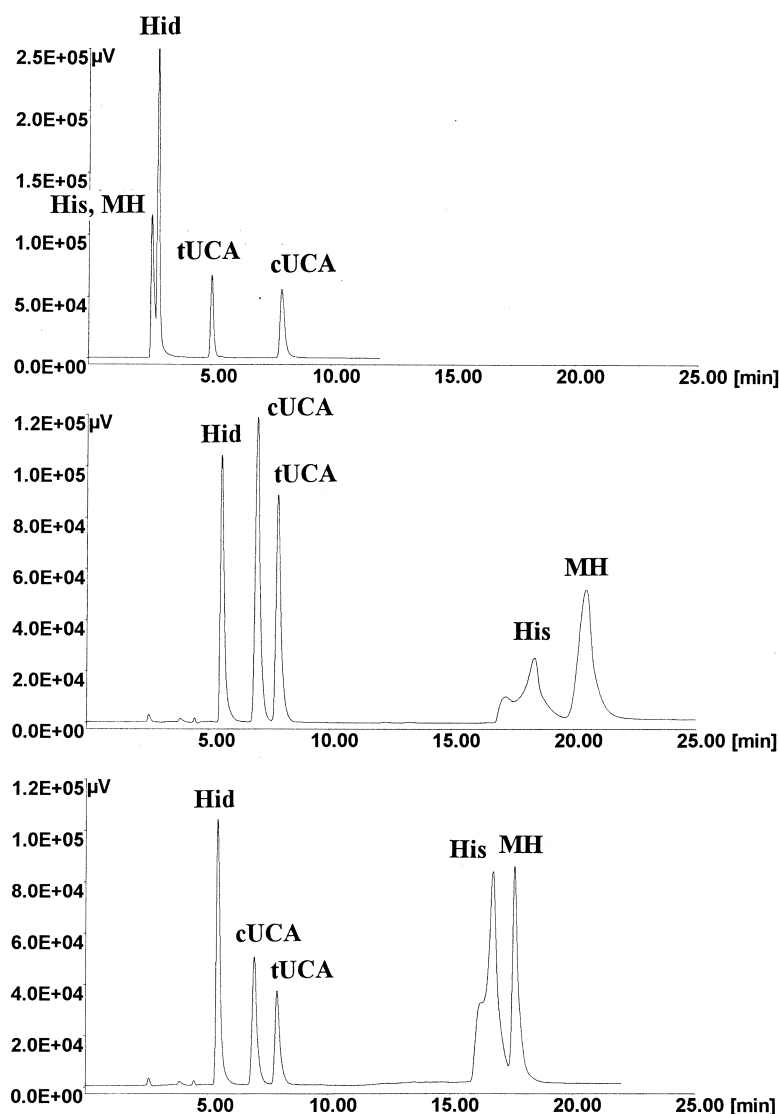 Hid
2.5E+05 µV
2.0E+05
1.5E+05
His, MH
1.0E+05
tUCA
cUCA
5.0E+04
0.0E+00
5.00 10.00 15.00 20.00 25.00 [min]
1.2E+05 µV
cUCA
Hid
1.0E+05
tUCA
8.0E+04
6.0E+04
MH
4.0E+04
His
2.0E+04
0.0E+00
5.00 10.00 15.00 20.00 25.00 [min]
1.2E+05 µV
Hid
1.0E+05
His MH
8.0E+04
6.0E+04
cUCA
tUCA
4.0E+04
2.0E+04
0.0E+00
5.00 10.00 15.00 20.00 25.00 [min]